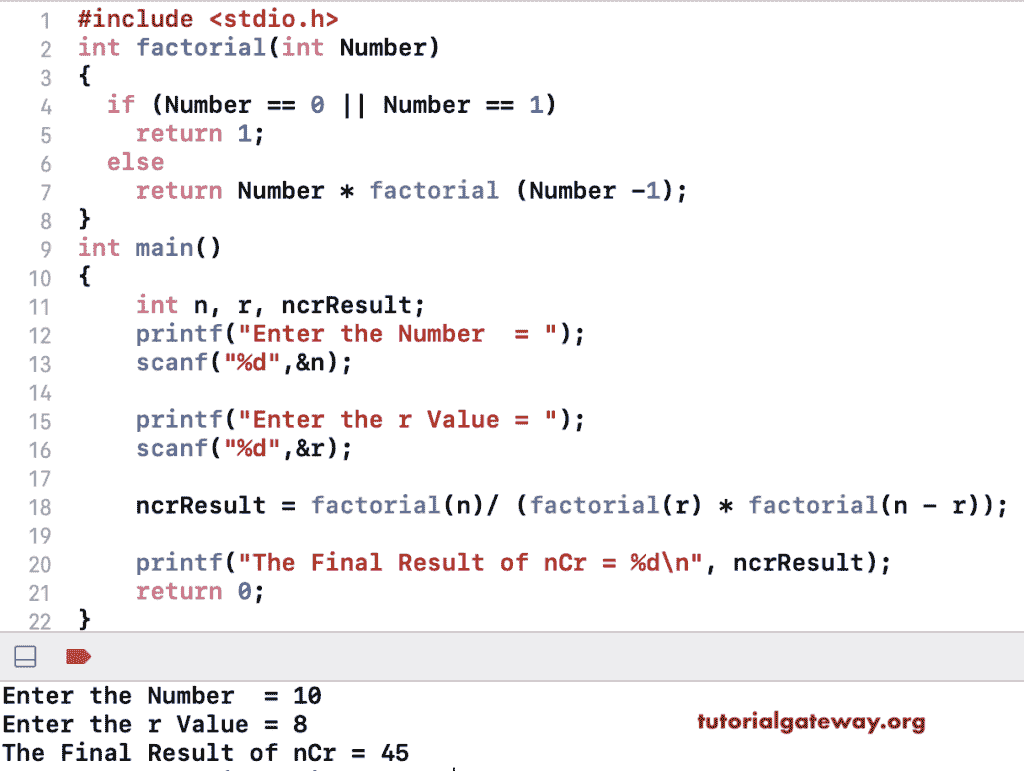 1 #include <stdio.h>
2 int factorial(int Number)
3 {
4   if (Number == 0 || Number == 1)
5     return 1;
6   else
7     return Number * factorial (Number -1);
8 }
9 int main()
10 {
11     int n, r, ncrResult;
12     printf("Enter the Number  = ");
13     scanf("%d",&n);
14
15     printf("Enter the r Value = ");
16     scanf("%d",&r);
17
18     ncrResult = factorial(n)/ (factorial(r) * factorial(n - r));
19
20     printf("The Final Result of nCr = %d\n", ncrResult);
21     return 0;
22 }
Enter the Number  = 10
Enter the r Value = 8
tutorialgateway.org
The Final Result of nCr = 45